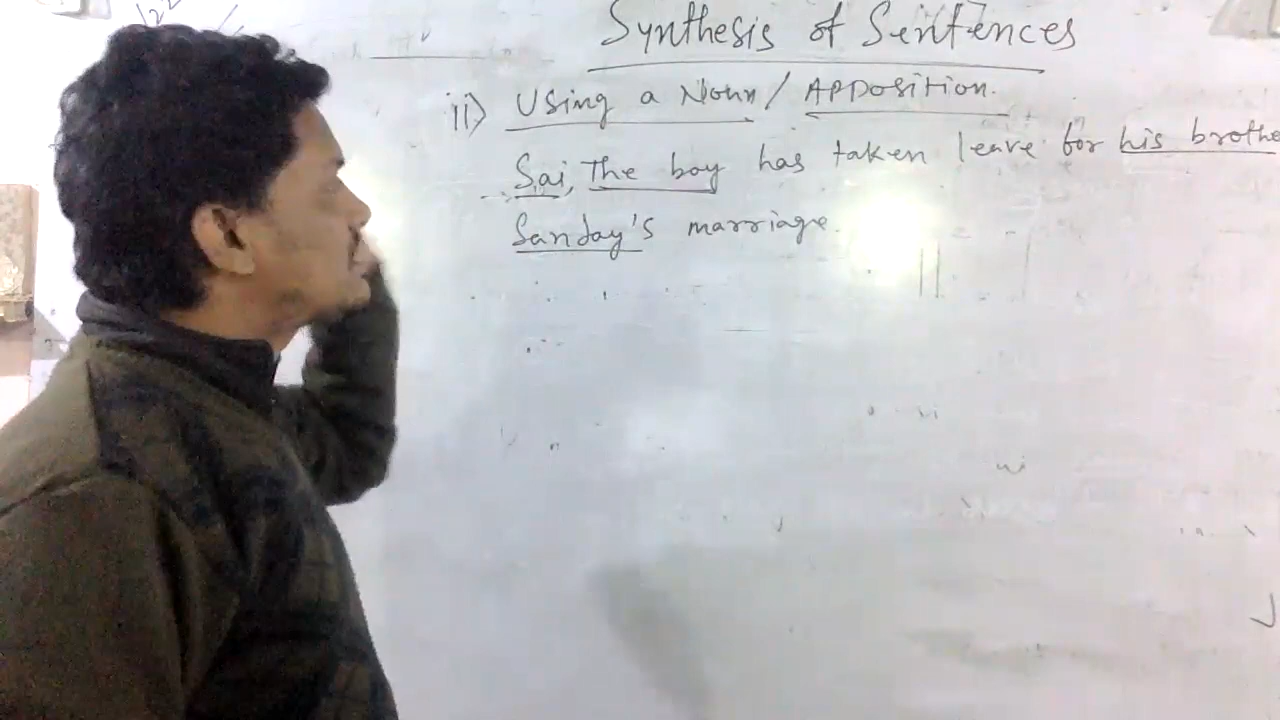 Synthesis of Sentences
ii) Using a Noun / APPOSITION.
Sai, The boy has taken leave for his brothe
Sanday's marriage.